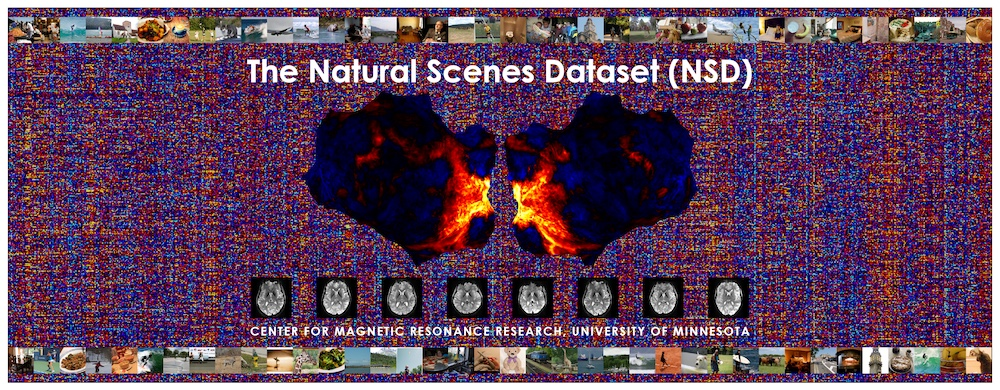 The Natural Scenes Dataset (NSD)
CENTER FOR MAGNETIC RESONANCE RESEARCH, UNIVERSITY OF MINNESOTA